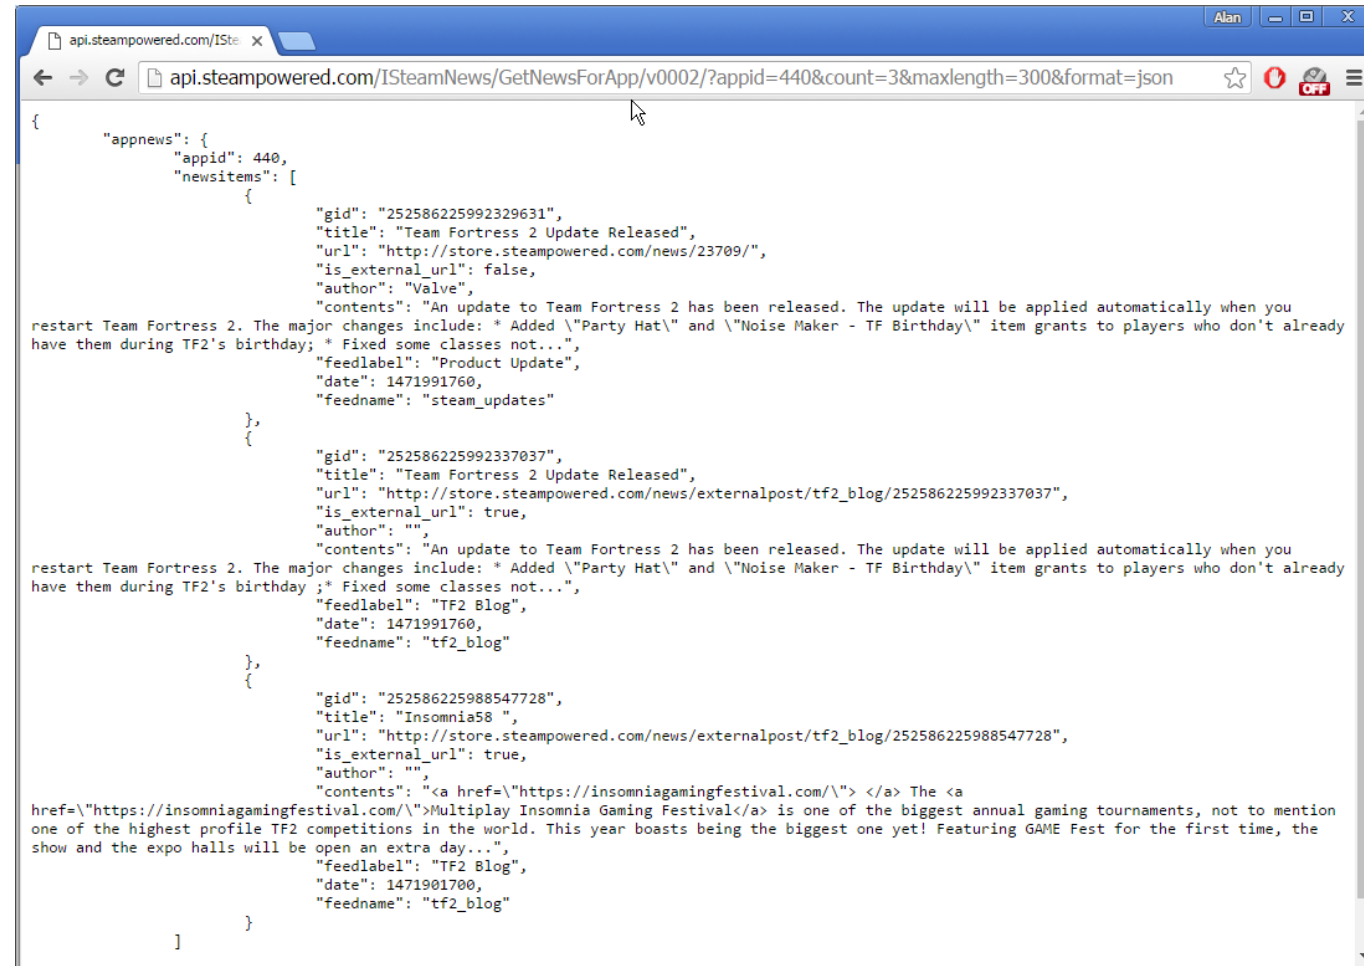 Alan
api.steampowered.com/ISte
api.steampowered.com/ISteamNews/GetNewsForApp/v0002/?appid=440&count=3&maxlength=300&format=json
OFF
{
"appnews": {
"appid": 440,
"newsitems": [
{
"gid": "252586225992329631",
"title": "Team Fortress 2 Update Released",
"url": "http://store.steampowered.com/news/23709/",
"is_external_url": false,
"author": "Valve",
"contents": "An update to Team Fortress 2 has been released. The update will be applied automatically when you
restart Team Fortress 2. The major changes include: * Added \"Party Hat\" and \"Noise Maker - TF Birthday\" item grants to players who don't already
have them during TF2's birthday; * Fixed some classes not...",
"feedlabel": "Product Update",
"date": 1471991760,
"feedname": "steam_updates"
},
{
"gid": "252586225992337037",
"title": "Team Fortress 2 Update Released",
"url": "http://store.steampowered.com/news/externalpost/tf2_blog/252586225992337037",
"is_external_url": true,
"author": "",
"contents": "An update to Team Fortress 2 has been released. The update will be applied automatically when you
restart Team Fortress 2. The major changes include: * Added \"Party Hat\" and \"Noise Maker - TF Birthday\" item grants to players who don't already
have them during TF2's birthday ;* Fixed some classes not...",
"feedlabel": "TF2 Blog",
"date": 1471991760,
"feedname": "tf2_blog"
},
{
"gid": "252586225988547728",
"title": "Insomnia58 ",
"url": "http://store.steampowered.com/news/externalpost/tf2_blog/252586225988547728",
"is_external_url": true,
"author": "",
"contents": "<a href=\"https://insomniagamingfestival.com/\"> </a> The <a
href=\"https://insomniagamingfestival.com/\">Multiplay Insomnia Gaming Festival</a> is one of the biggest annual gaming tournaments, not to mention
one of the highest profile TF2 competitions in the world. This year boasts being the biggest one yet! Featuring GAME Fest for the first time, the
show and the expo halls will be open an extra day...",
"feedlabel": "TF2 Blog",
"date": 1471901700,
"feedname": "tf2_blog"
}
]